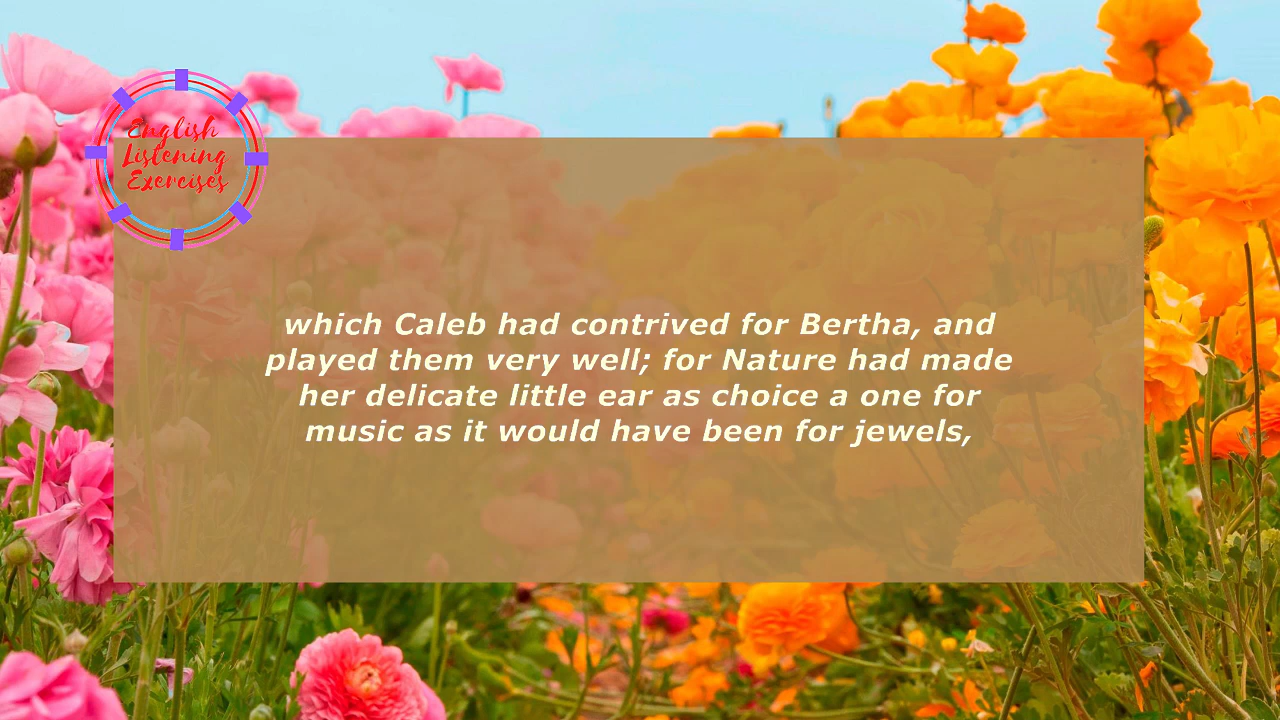 English
Listening
Exercises
which Caleb had contrived for Bertha, and
played them very well; for Nature had made
her delicate little ear as choice a one for
music as it would have been for jewels,